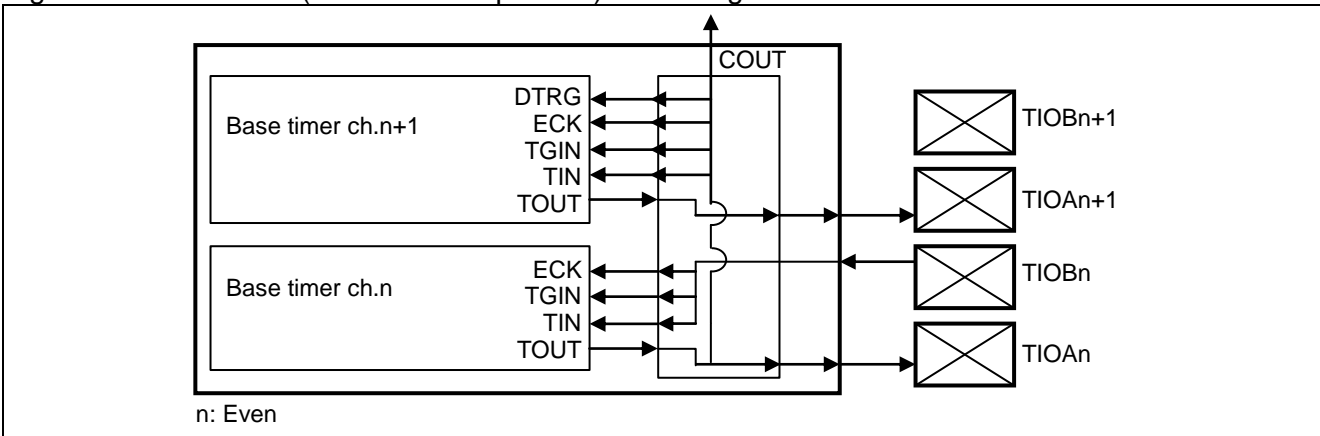 COUT
DTRG
ECK
TGIN
TIN
TOUT
Base timer ch.n+1
TIOBn+1
TIOAn+1
ECK
TGIN
TIN
TOUT
Base timer ch.n
TIOBn
TIOAn
n: Even